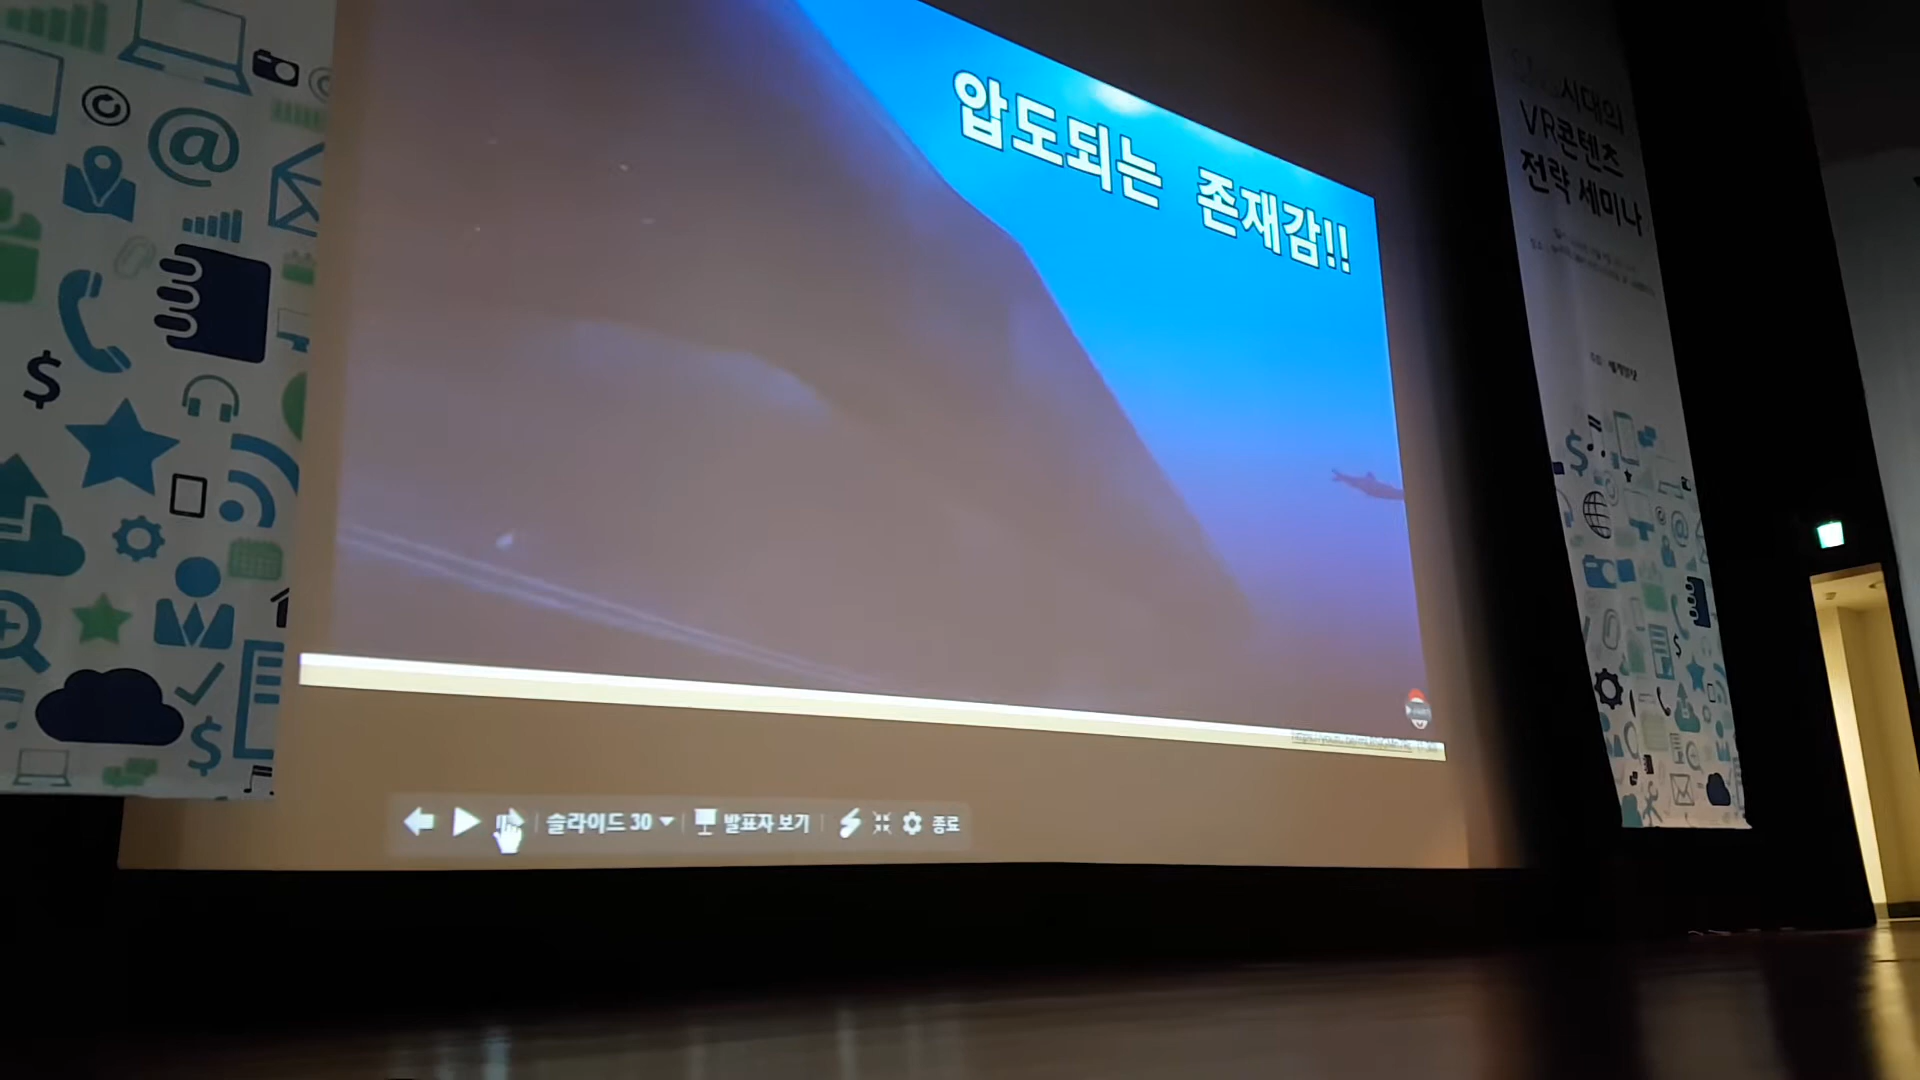 압도되는 존재감!!
시대의
VR콘텐츠
전략 세미나
슬라이드 30
발표자 보기
종료